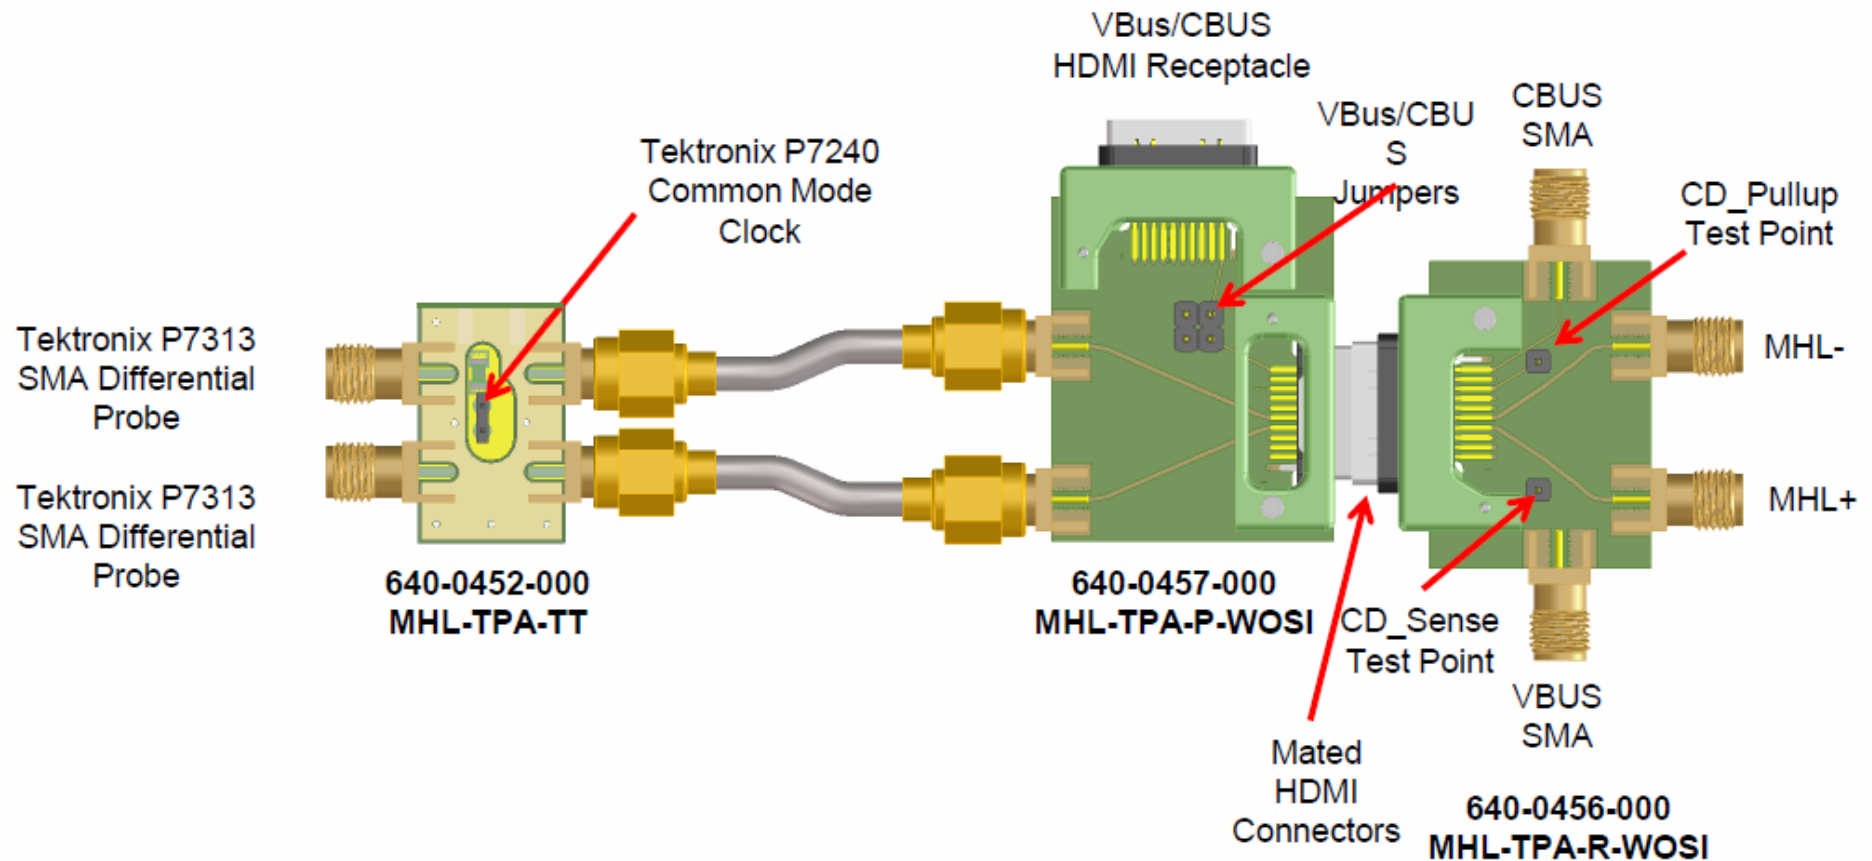 VBus/CBUS
HDMI Receptacle
VBus/CBU
S
Jumpers
CBUS
SMA
Tektronix P7240
Common Mode
Clock
CD_Pullup
Test Point
Tektronix P7313
SMA Differential
Probe
MHL-
Tektronix P7313
SMA Differential
Probe
MHL+
640-0452-000
MHL-TPA-TT
640-0457-000
MHL-TPA-P-WOSI
CD_Sense
Test Point
VBUS
SMA
Mated
HDMI
Connectors
640-0456-000
MHL-TPA-R-WOSI